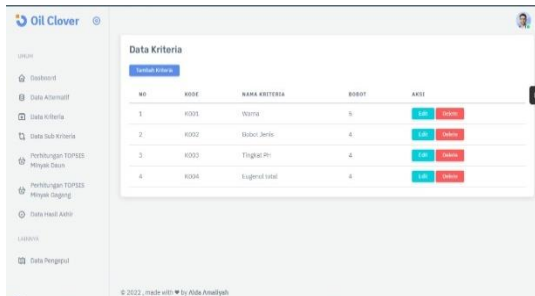 Oil Clover
UMUM
Dashboard
Data Alternatif
Data Kriteria
Data Sub Kriteria
Perhitungan TOPSIS
Minyak Daun
Perhitungan TOPSIS
Minyak Gagang
Data Hasil Akhir
LAINNYA
Data Pengepul
Data Kriteria
Tambah Kriteria
NO KODE NAMA KRITERIA BOBOT AKSI
1 K001 Warna Edit Delete
2 K002 Bobot Jenis 4 Edit Delete
3 K003 Tingkat PH 4 Edit Delete
4 K004 Euglenol total 4 Edit Delete
© 2022 , made with ❤ by Alda Amaliyah